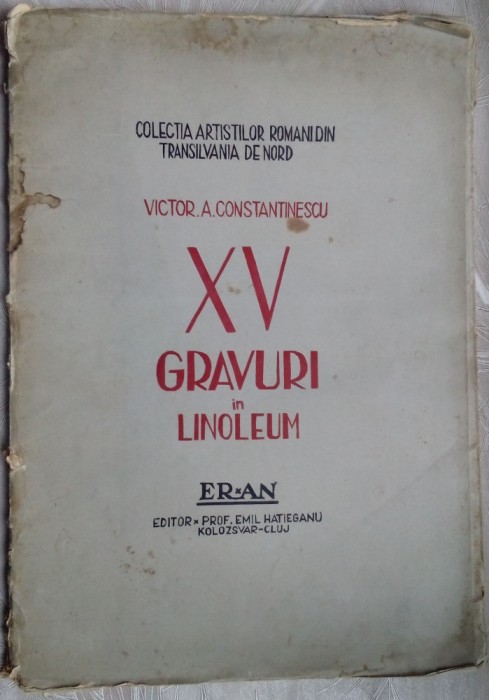 COLECTIA ARTISTILOR ROMANI DIN
TRANSILVANIA DE NORD
VICTOR.A.CONSTANTINESCU
XV
GRAVURI
in
LINOLEUM
ER×AN
EDITOR × PROF. EMIL HATIEGANU
KOLOZSVAR-CLUJ